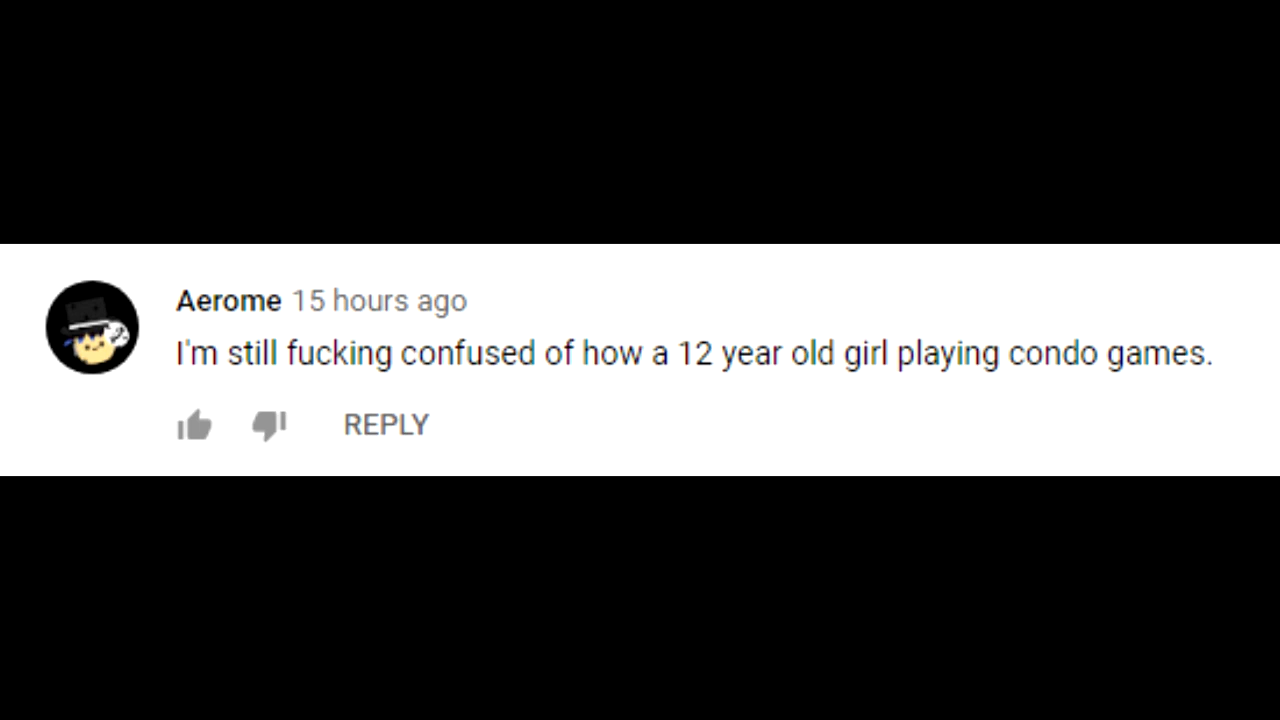 Aerome 15 hours ago
I'm still fucking confused of how a 12 year old girl playing condo games.
REPLY